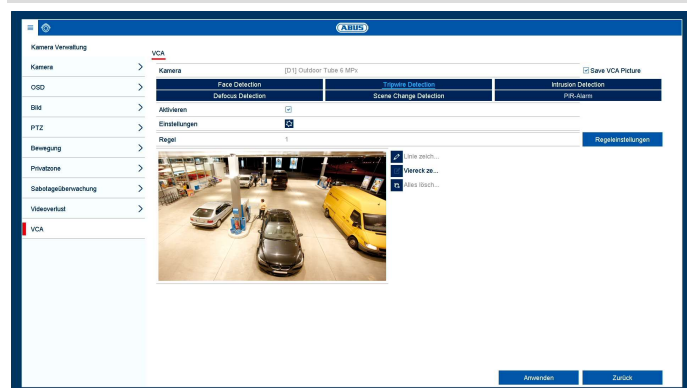 ABUS
Kamera Verwaltung
Kamera
OSD
Bild
PTZ
Bewegung
Privatzone
Sabotageüberwachung
Videoverlust
VCA
VCA
Kamera [D1] Outdoor Tube 6 MPx Save VCA Picture
Face Detection Tripwire Detection Intrusion Detection
Defocus Detection Scene Change Detection PIR-Alarm
Aktivieren
Einstellungen
Regel 1 Regeleinstellungen
Linie zeich...
Viereck ze...
Alles lösch...
Anwenden Zurück